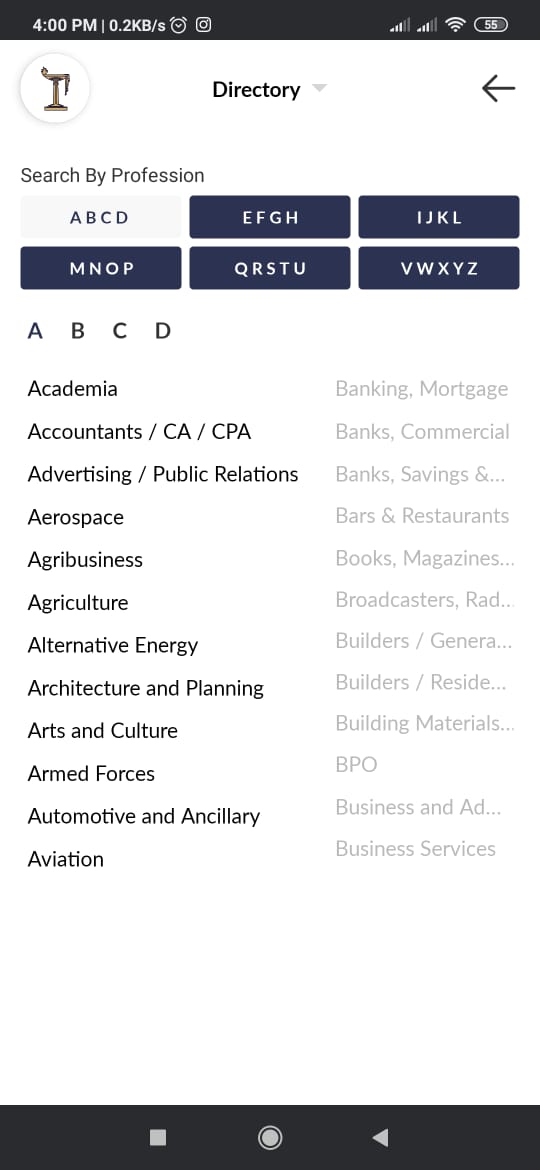 4:00 PM | 0.2KB/s
55
Directory
Search By Profession
ABCD
EFGH
IJKL
MNOP
QRSTU
VWXYZ
A B C D
Academia
Accountants / CA / CPA
Advertising / Public Relations
Aerospace
Agribusiness
Agriculture
Alternative Energy
Architecture and Planning
Arts and Culture
Armed Forces
Automotive and Ancillary
Aviation
Banking, Mortgage
Banks, Commercial
Banks, Savings &...
Bars & Restaurants
Books, Magazines...
Broadcasters, Rad...
Builders / Genera...
Builders / Reside...
Building Materials...
BPO
Business and Ad...
Business Services